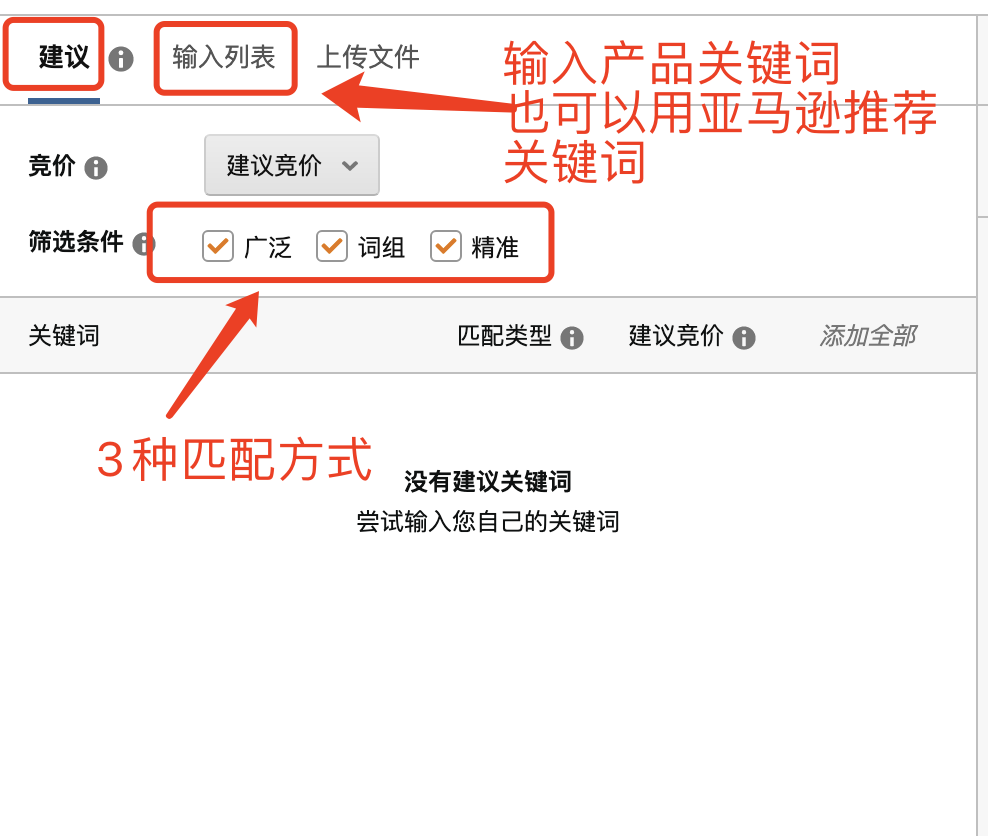 建议 输入列表 上传文件
输入产品关键词
也可以用亚马逊推荐
关键词
竞价 建议竞价
筛选条件 广泛 词组 精准
关键词 匹配类型 建议竞价 添加全部
3种匹配方式
没有建议关键词
尝试输入您自己的关键词